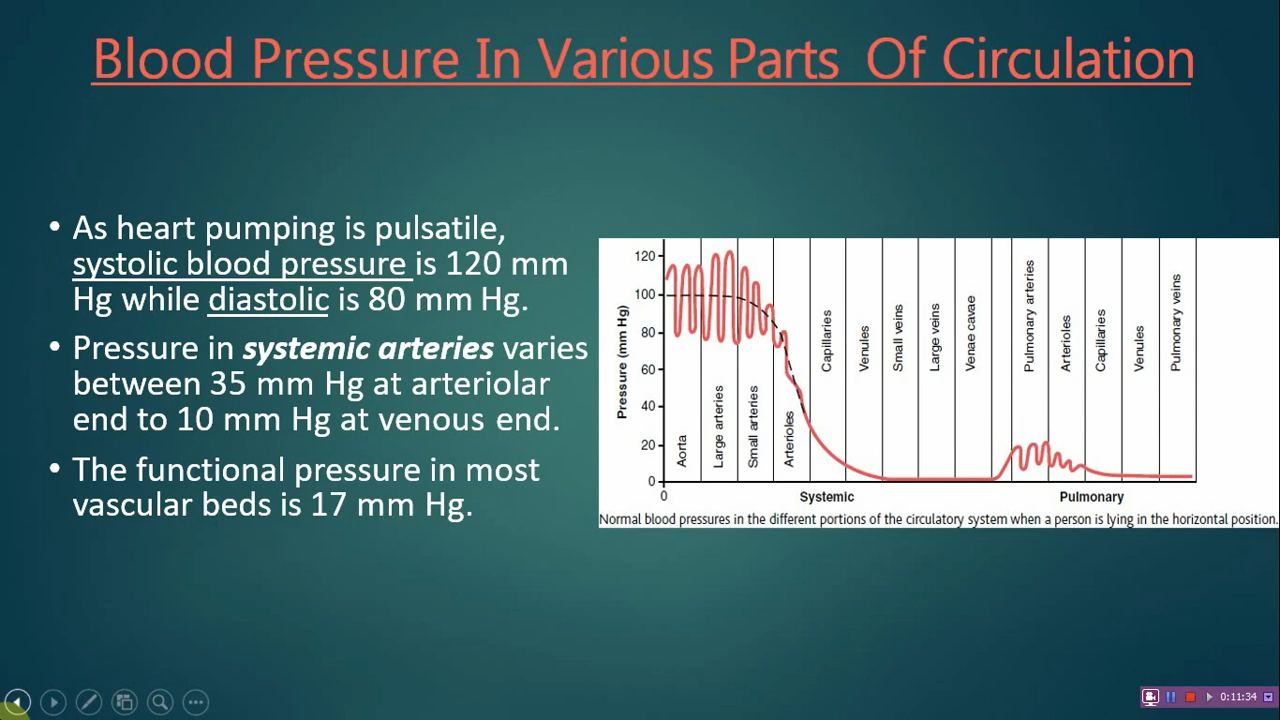 Blood Pressure In Various Parts Of Circulation
• As heart pumping is pulsatile,
systolic blood pressure is 120 mm
Hg while diastolic is 80 mm Hg.
• Pressure in systemic arteries varies
between 35 mm Hg at arteriolar
end to 10 mm Hg at venous end.
• The functional pressure in most
vascular beds is 17 mm Hg.
Pressure (mm Hg)
120
100
80
60
40
20
0
0
Aorta
Large arteries
Small arteries
Arterioles
Capillaries
Venules
Small veins
Large veins
Venae cavae
Pulmonary arteries
Arterioles
Capillaries
Venules
Pulmonary veins
Systemic
Pulmonary
Normal blood pressures in the different portions of the circulatory system when a person is lying in the horizontal position.
0:11:34